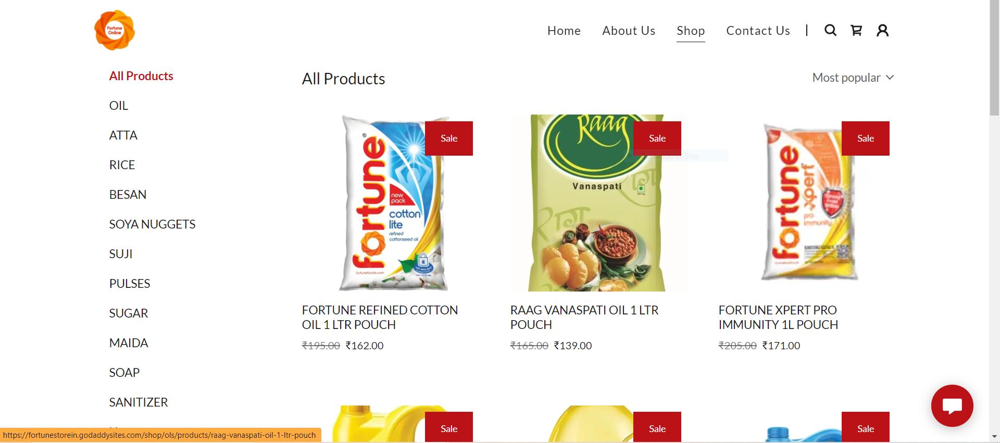 Fortune
Online
Home
About Us
Shop
Contact Us
All Products
OIL
ATTA
RICE
BESAN
SOYA NUGGETS
SUJI
PULSES
SUGAR
MAIDA
SOAP
SANITIZER
All Products
Most popular
Sale
fortune
new
pack
cotton
lite
refined
cottonseed oil
fortunefoods.com
FORTUNE REFINED COTTON
OIL 1 LTR POUCH
₹195.00 ₹162.00
Sale
Raag
Vanaspati
Rectangular Snip
RAAG VANASPATI OIL 1 LTR
POUCH
₹165.00 ₹139.00
Sale
fortune
xpert
pro
immunity
FORTUNE XPERT PRO
IMMUNITY 1L POUCH
₹205.00 ₹171.00
Sale
Sale
Sale
https://fortunestorein.godaddysites.com/shop/ols/products/raag-vanaspati-oil-1-ltr-pouch